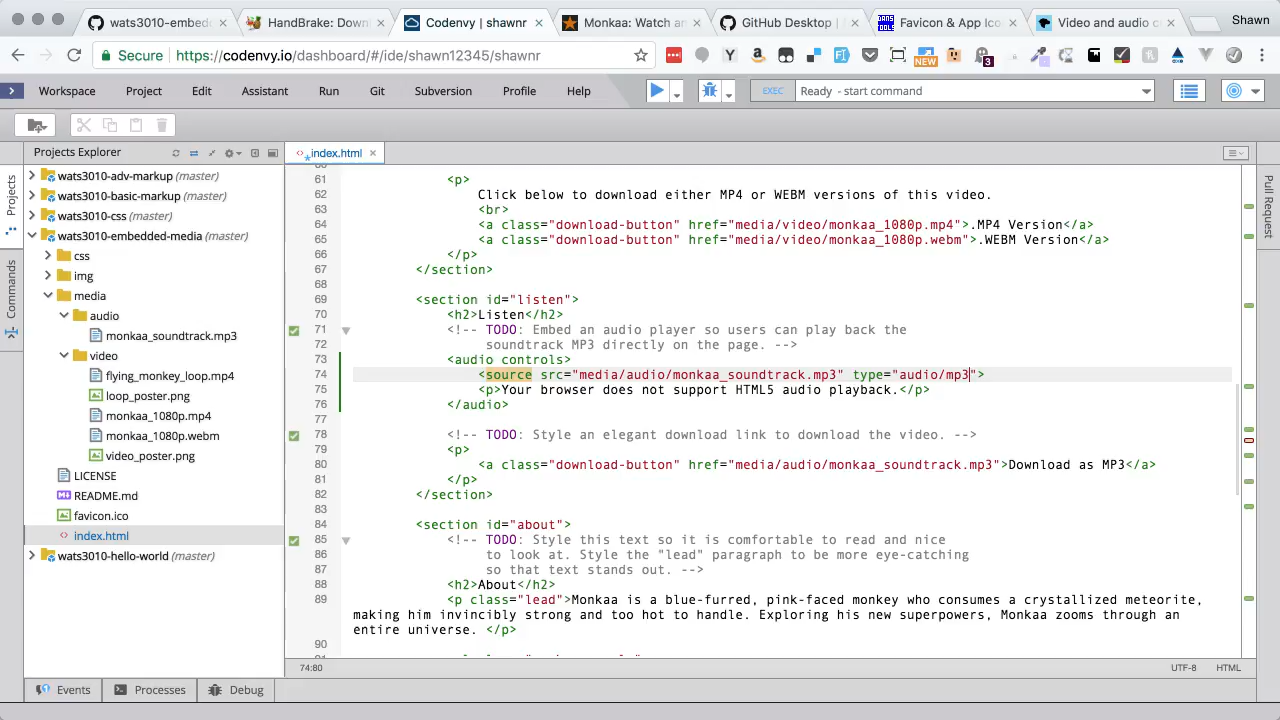 wats3010-embed
HandBrake: Downl
Codenvy | shawnr
Monkaa: Watch an
GitHub Desktop |
Favicon & App Ico
Video and audio c
Shawn
Secure
https://codenvy.io/dashboard/#/ide/shawn12345/shawnr
NEW
3
Workspace
Project
Edit
Assistant
Run
Git
Subversion
Profile
Help
EXEC
Ready - start command
Projects Explorer
index.html
Projects
Commands
Pull Request
wats3010-adv-markup (master)
wats3010-basic-markup (master)
wats3010-css (master)
wats3010-embedded-media (master)
css
img
media
audio
monkaa_soundtrack.mp3
video
flying_monkey_loop.mp4
loop_poster.png
monkaa_1080p.mp4
monkaa_1080p.webm
video_poster.png
LICENSE
README.md
favicon.ico
index.html
wats3010-hello-world (master)
61 <p>
62 Click below to download either MP4 or WEBM versions of this video.
63 <br>
64 <a class="download-button" href="media/video/monkaa_1080p.mp4">.MP4 Version</a>
65 <a class="download-button" href="media/video/monkaa_1080p.webm">.WEBM Version</a>
66 </p>
67 </section>
68
69 <section id="listen">
70 <h2>Listen</h2>
71 <!-- TODO: Embed an audio player so users can play back the
72 soundtrack MP3 directly on the page. -->
73 <audio controls>
74 <source src="media/audio/monkaa_soundtrack.mp3" type="audio/mp3">
75 <p>Your browser does not support HTML5 audio playback.</p>
76 </audio>
77
78 <!-- TODO: Style an elegant download link to download the video. -->
79 <p>
80 <a class="download-button" href="media/audio/monkaa_soundtrack.mp3">Download as MP3</a>
81 </p>
82 </section>
83
84 <section id="about">
85 <!-- TODO: Style this text so it is comfortable to read and nice
86 to look at. Style the "lead" paragraph to be more eye-catching
87 so that text stands out. -->
88 <h2>About</h2>
89 <p class="lead">Monkaa is a blue-furred, pink-faced monkey who consumes a crystallized meteorite,
making him invincibly strong and too hot to handle. Exploring his new superpowers, Monkaa zooms through an
entire universe. </p>
90
74:80
UTF-8
HTML
Events
Processes
Debug